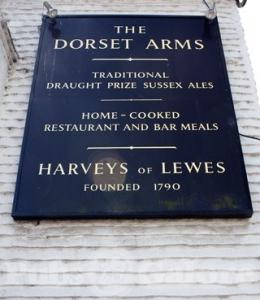 THE
DORSET ARMS
TRADITIONAL
DRAUGHT PRIZE SUSSEX ALES
HOME - COOKED
RESTAURANT AND BAR MEALS
HARVEYS OF LEWES
FOUNDED 1790